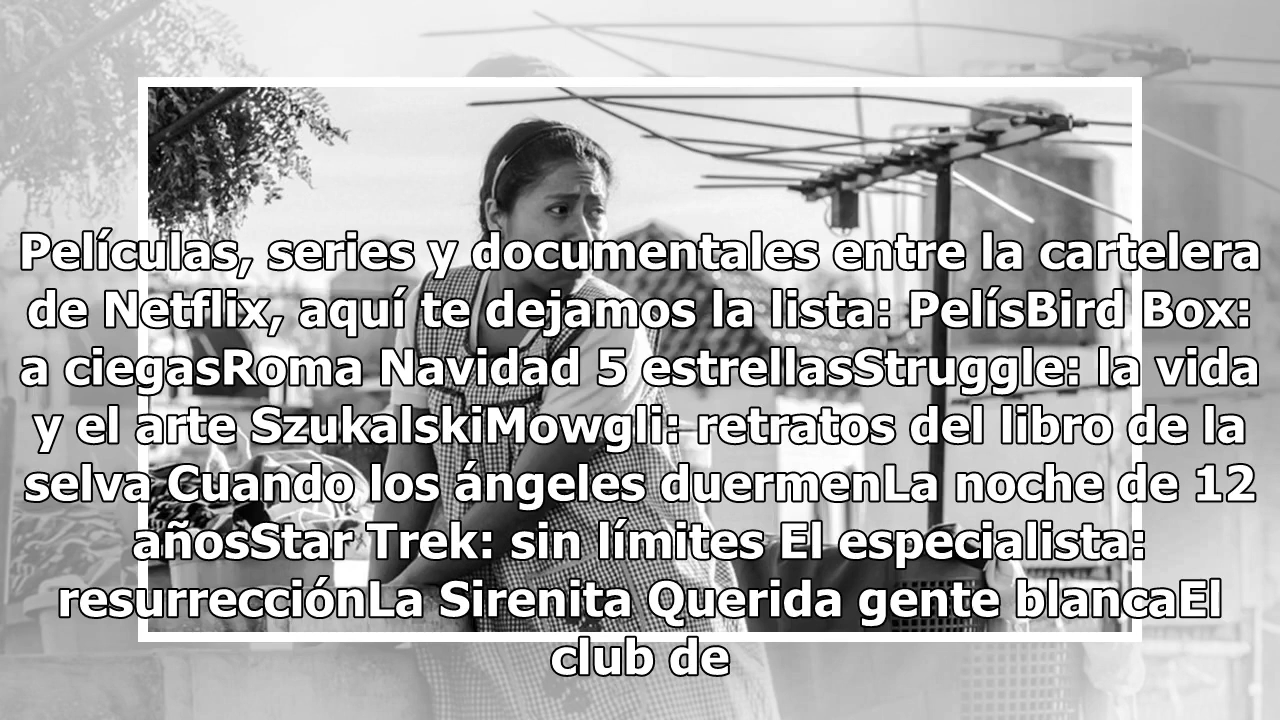 Películas, series y documentales entre la cartelera
de Netflix, aquí te dejamos la lista: PelísBird Box:
a ciegasRoma Navidad 5 estrellasStruggle: la vida
y el arte SzukalskiMowgli: retratos del libro de la
selva Cuando los ángeles duermenLa noche de 12
añosStar Trek: sin límites El especialista:
resurrecciónLa Sirenita Querida gente blancaEl
club de